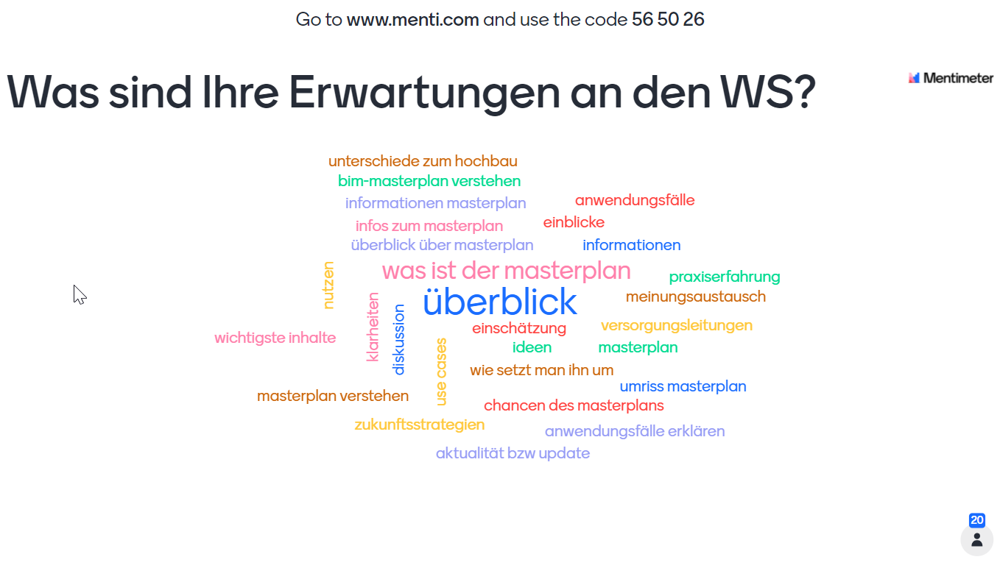 Go to www.menti.com and use the code 56 50 26
Was sind Ihre Erwartungen an den WS?
Mentimeter
unterschiede zum hochbau
bim-masterplan verstehen
informationen masterplan
anwendungsfälle
infos zum masterplan
einblicke
überblick über masterplan
informationen
nutzen
was ist der masterplan
praxiserfahrung
überblick
meinungsaustausch
klarheiten
diskussion
einschätzung
versorgungsleitungen
wichtigste inhalte
use cases
ideen
masterplan
wie setzt man ihn um
umriss masterplan
masterplan verstehen
chancen des masterplans
zukunftsstrategien
anwendungsfälle erklären
aktualität bzw update
20